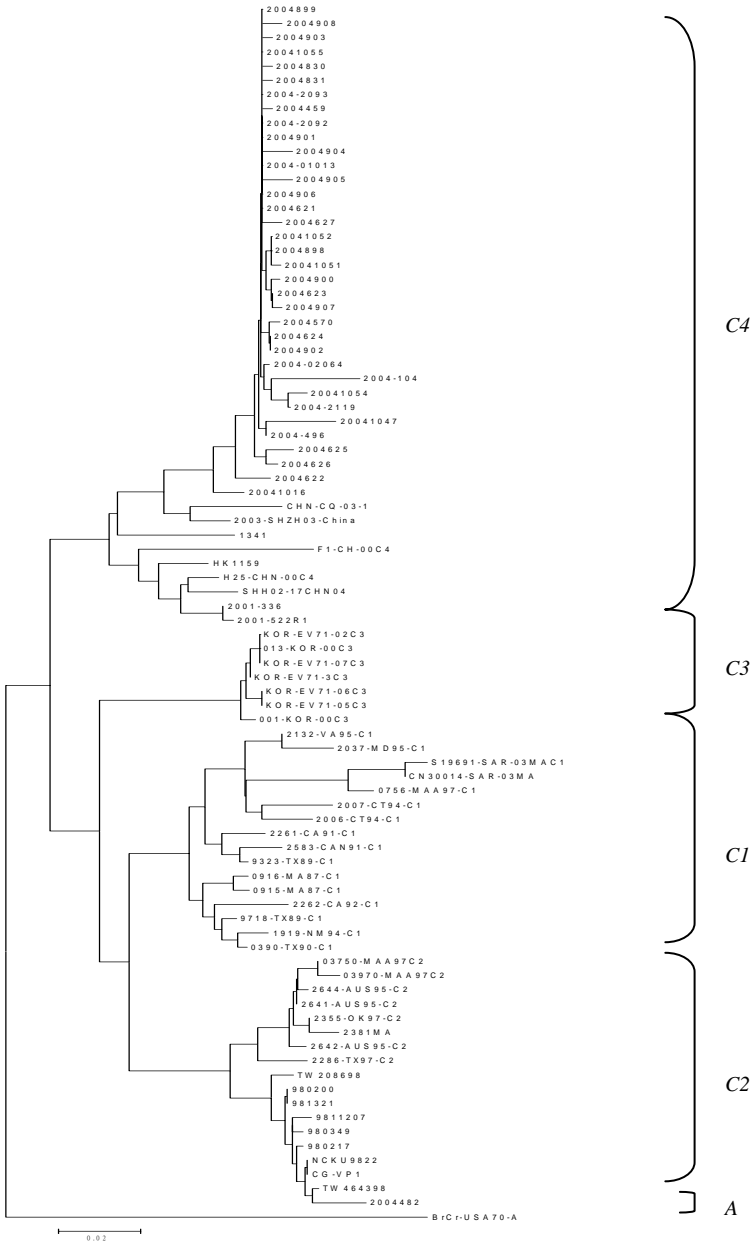 2004899
2004908
2004903
20041055
2004830
2004831
2004-2093
2004459
2004-2092
2004901
2004904
2004-01013
2004905
2004906
2004621
2004627
20041052
2004898
20041051
2004900
2004623
2004907
2004570
2004624
2004902
2004-02064
2004-104
20041054
2004-2119
20041047
2004-496
2004625
2004626
2004622
20041016
CHN-CQ-03-1
2003-SHZH03-China
1341
F1-CH-00C4
HK1159
H25-CHN-00C4
SHH02-17CHN04
2001-336
2001-522R1
C4
KOR-EV71-02C3
013-KOR-00C3
KOR-EV71-07C3
KOR-EV71-3C3
KOR-EV71-06C3
KOR-EV71-05C3
001-KOR-00C3
C3
2132-VA95-C1
2037-MD95-C1
S19691-SAR-03MAC1
CN30014-SAR-03MA
0756-MAA97-C1
2007-CT94-C1
2006-CT94-C1
2261-CA91-C1
2583-CAN91-C1
9323-TX89-C1
0916-MA87-C1
0915-MA87-C1
2262-CA92-C1
9718-TX89-C1
1919-NM94-C1
0390-TX90-C1
C1
03750-MAA97C2
03970-MAA97C2
2644-AUS95-C2
2641-AUS95-C2
2355-OK97-C2
2381MA
2642-AUS95-C2
2286-TX97-C2
TW 208698
980200
981321
9811207
980349
980217
NCKU9822
CG-VP1
TW 464398
2004482
C2
BrCr-USA70-A
A
0.02